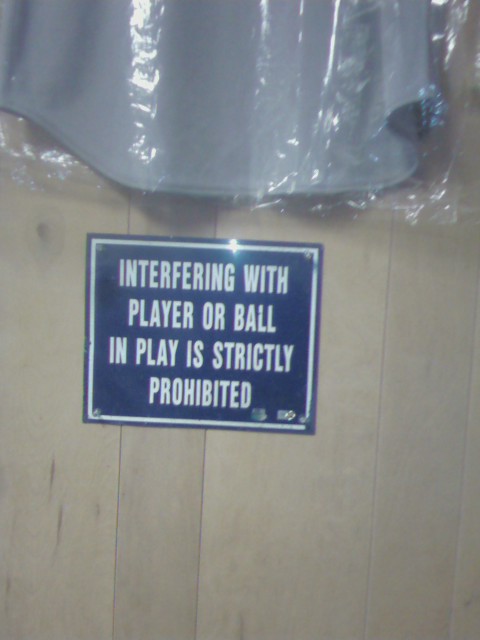 INTERFERING WITH
PLAYER OR BALL
IN PLAY IS STRICTLY
PROHIBITED